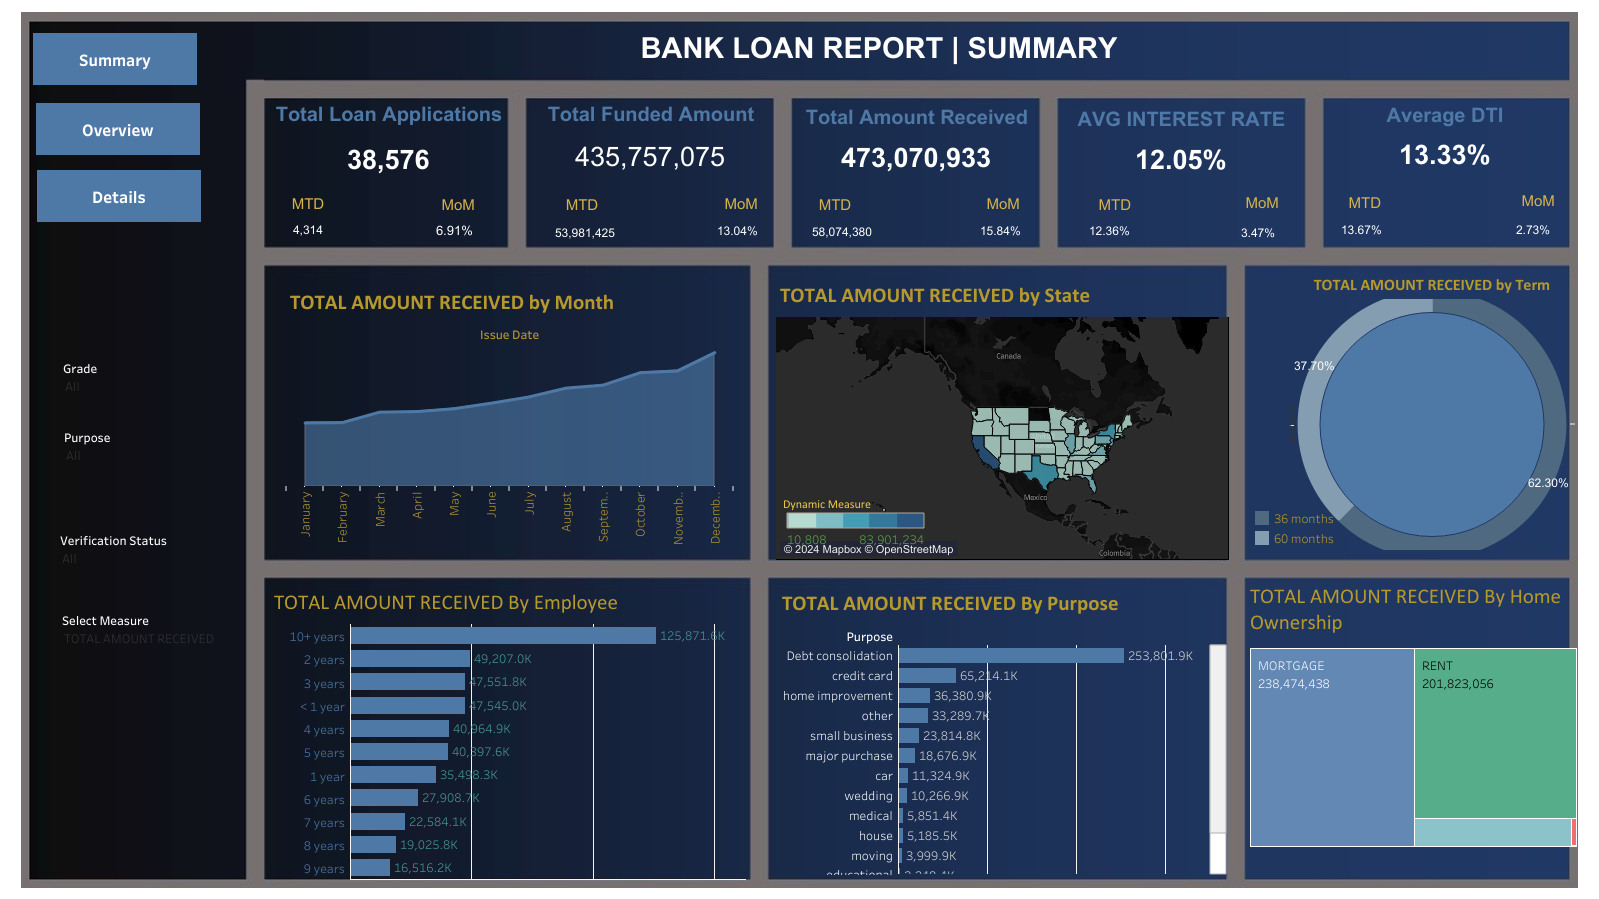 BANK LOAN REPORT | SUMMARY
Summary
Overview
Details
Grade
All
Purpose
All
Verification Status
All
Select Measure
TOTAL AMOUNT RECEIVED
Total Loan Applications
38,576
MTD MoM
4,314 6.91%
Total Funded Amount
435,757,075
MTD MoM
53,981,425 13.04%
Total Amount Received
473,070,933
MTD MoM
58,074,380 15.84%
AVG INTEREST RATE
12.05%
MTD MoM
12.36% 3.47%
Average DTI
13.33%
MTD MoM
13.67% 2.73%
TOTAL AMOUNT RECEIVED by Month
Issue Date
January
February
March
April
May
June
July
August
Septem..
October
Novemb..
Decemb..
TOTAL AMOUNT RECEIVED by State
Canada
Mexico
Colombia
Dynamic Measure
10,808 83,901,234
© 2024 Mapbox © OpenStreetMap
TOTAL AMOUNT RECEIVED by Term
37.70%
62.30%
36 months
60 months
TOTAL AMOUNT RECEIVED By Employee
10+ years 125,871.6K
2 years 49,207.0K
3 years 47,551.8K
< 1 year 47,545.0K
4 years 40,964.9K
5 years 40,397.6K
1 year 35,498.3K
6 years 27,908.7K
7 years 22,584.1K
8 years 19,025.8K
9 years 16,516.2K
TOTAL AMOUNT RECEIVED By Purpose
Purpose
Debt consolidation 253,801.9K
credit card 65,214.1K
home improvement 36,380.9K
other 33,289.7K
small business 23,814.8K
major purchase 18,676.9K
car 11,324.9K
wedding 10,266.9K
medical 5,851.4K
house 5,185.5K
moving 3,999.9K
educational
TOTAL AMOUNT RECEIVED By Home
Ownership
MORTGAGE
238,474,438
RENT
201,823,056